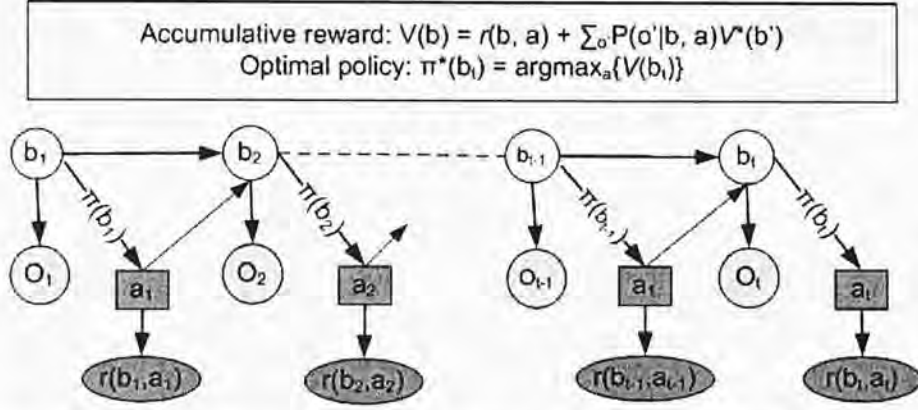 Accumulative reward: V(b) = r(b, a) + ∑ₒ'P(o'|b, a)V*(b')
Optimal policy: π*(bₜ) = argmaxₐ{V(bₜ)}
b₁ b₂ bₜ₋₁ bₜ
π(b₁) π(b₂) π(bₜ₋₁) π(bₜ)
O₁ a₁ O₂ a₂ Oₜ₋₁ aₜ Oₜ aₜ
r(b₁,a₁) r(b₂,a₂) r(bₜ₋₁,aₜ₋₁) r(bₜ,aₜ)